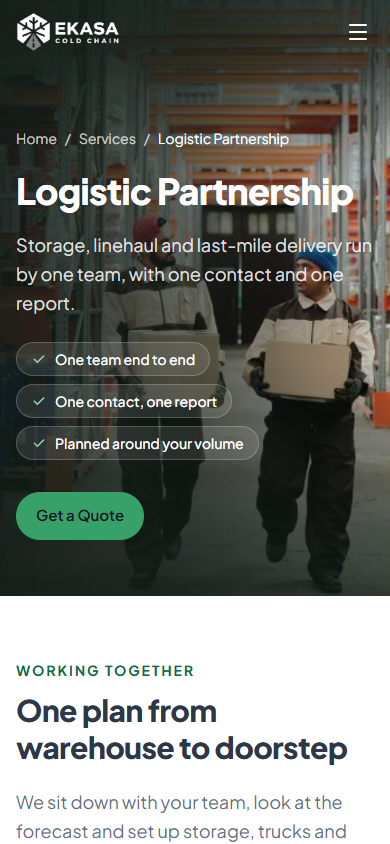 EKASA
COLD CHAIN
Home / Services / Logistic Partnership
Logistic Partnership
Storage, linehaul and last-mile delivery run
by one team, with one contact and one
report.
One team end to end
One contact, one report
Planned around your volume
Get a Quote
WORKING TOGETHER
One plan from
warehouse to doorstep
We sit down with your team, look at the
forecast and set up storage, trucks and